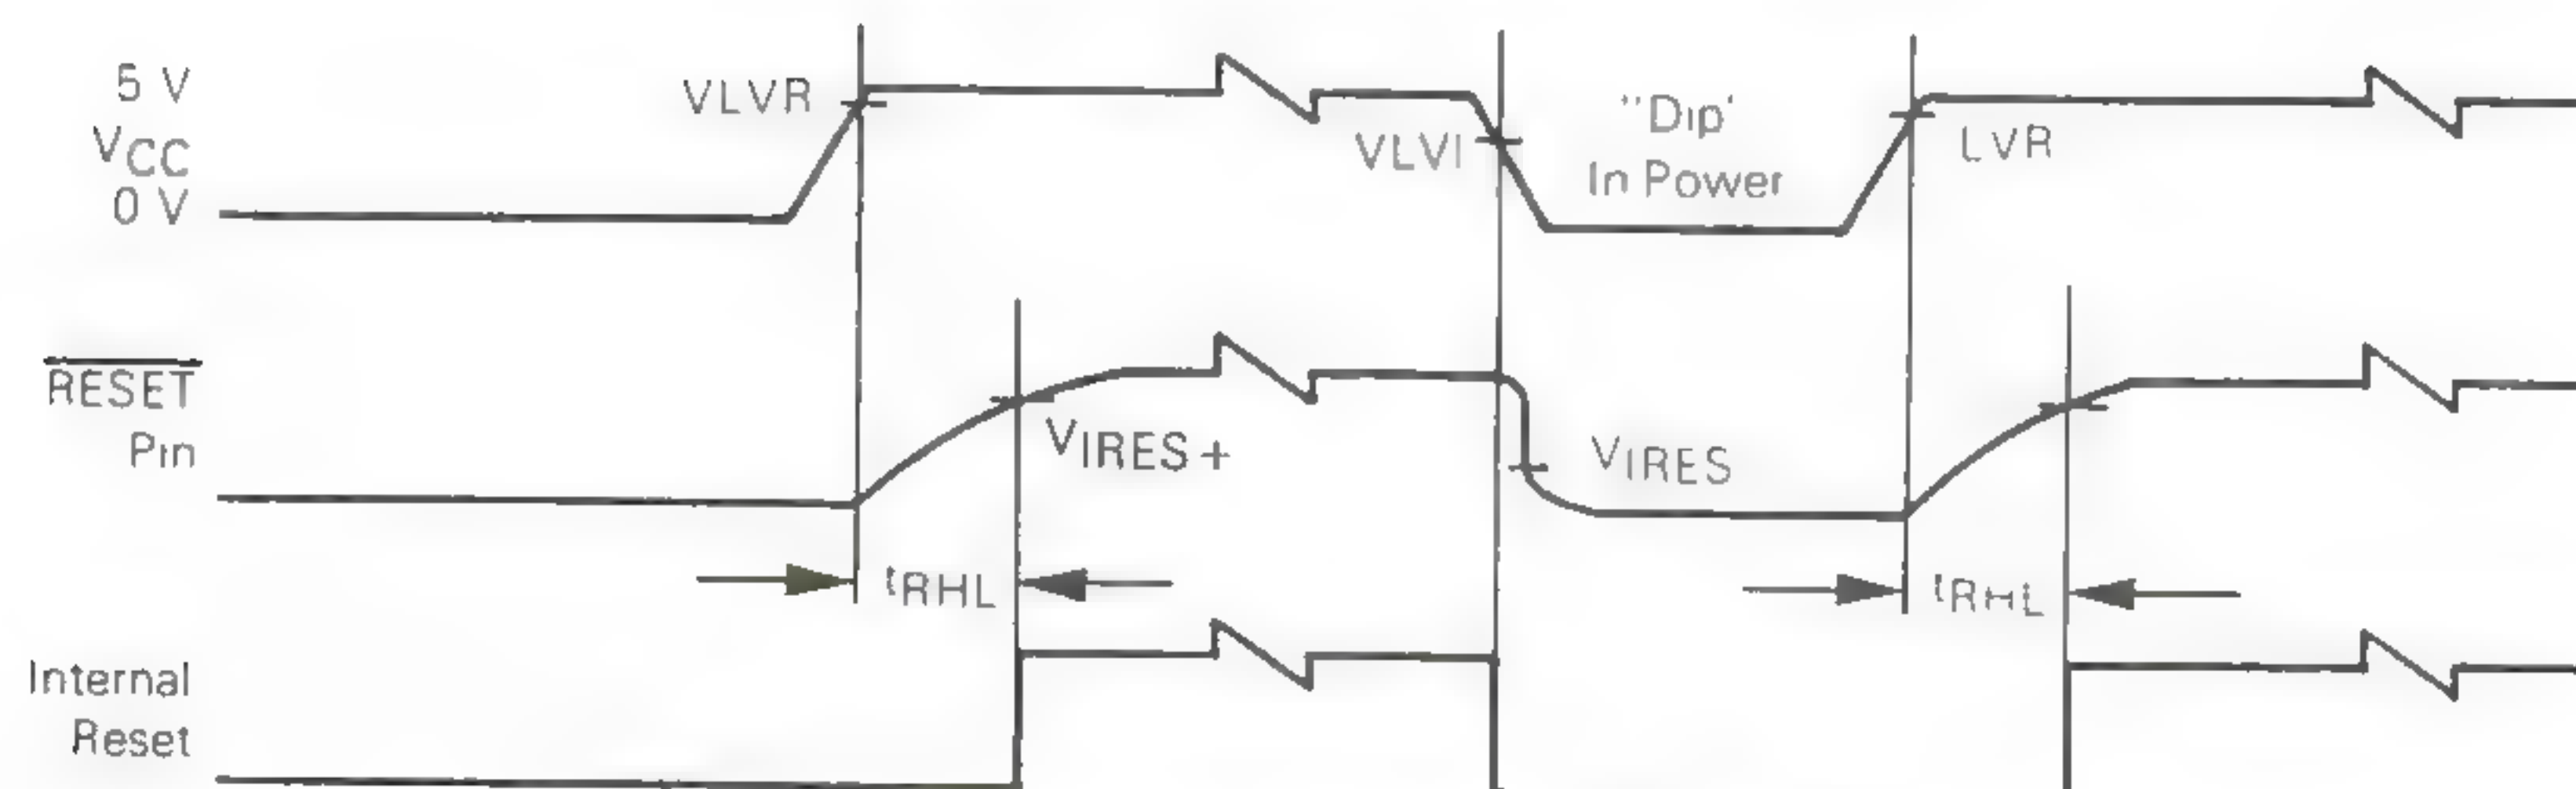 5 V
VCC
0 V
VLVR
VLVI
"Dip'
In Power
LVR
RESET
Pin
VIRES+
VIRES
tRHL
tRHL
Internal
Reset